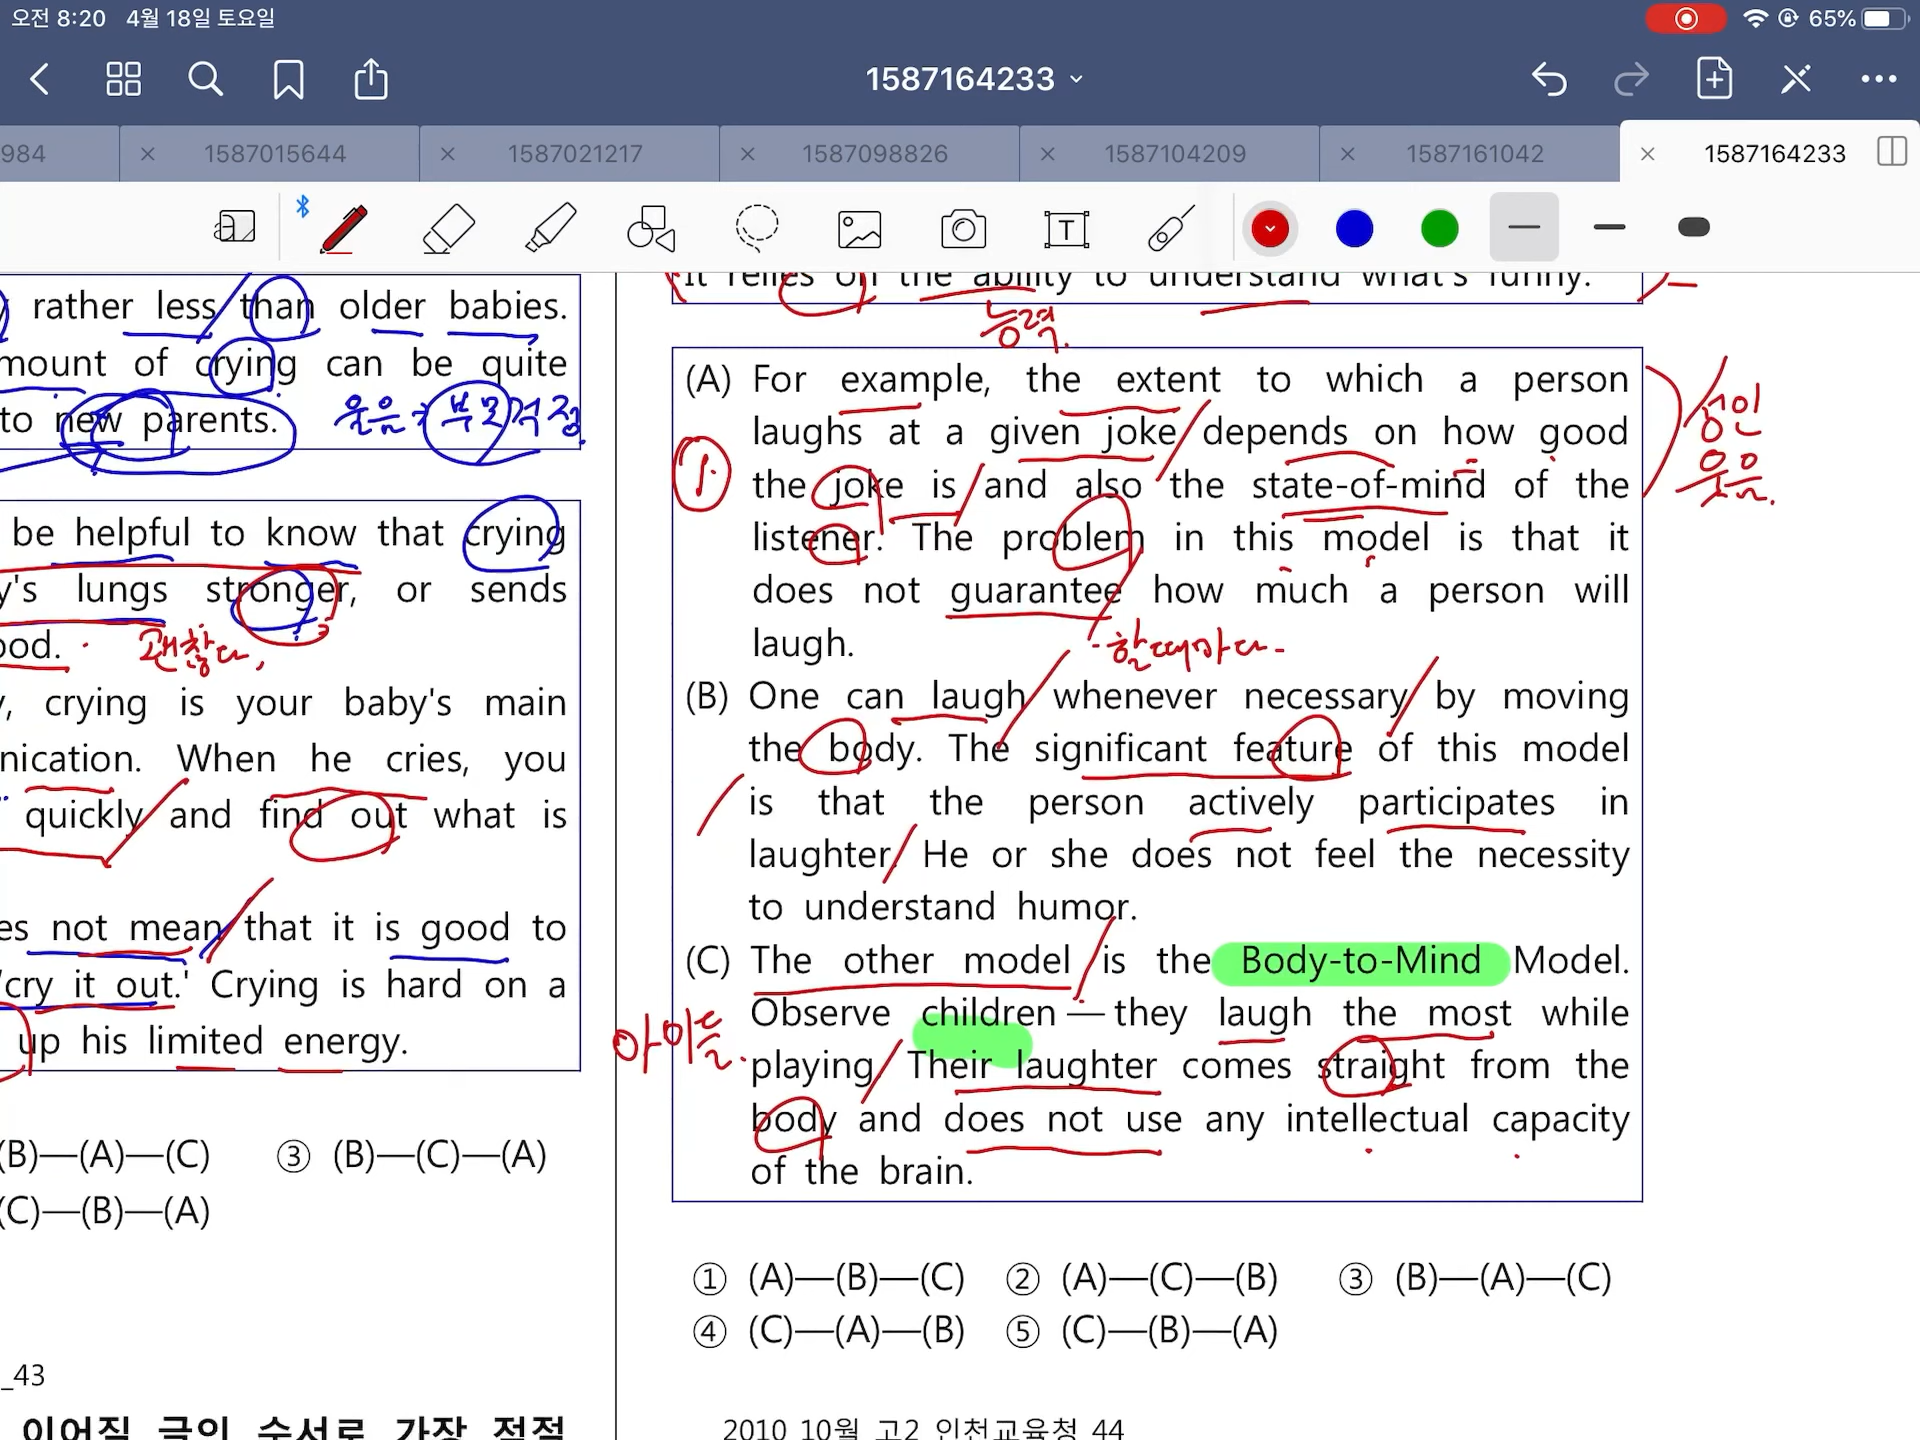 오전 8:20 4월 18일 토요일
65%
1587164233
984
1587015644
1587021217
1587098826
1587104209
1587161042
1587164233
rather less than older babies.
mount of crying can be quite
to new parents.
be helpful to know that crying
y's lungs stronger, or sends
ood.
괜찮다,
, crying is your baby's main
nication. When he cries, you
quickly and find out what is
es not mean that it is good to
'cry it out.' Crying is hard on a
up his limited energy.
(B)—(A)—(C) ③ (B)—(C)—(A)
(C)—(B)—(A)
_43
이어질 글의 순서로 가장 적절
It relies on the ability to understand what's funny.
능력.
(A) For example, the extent to which a person
laughs at a given joke depends on how good
the joke is and also the state-of-mind of the
listener. The problem in this model is that it
does not guarantee how much a person will
laugh.
성인
웃음.
할때마다
(B) One can laugh whenever necessary by moving
the body. The significant feature of this model
is that the person actively participates in
laughter. He or she does not feel the necessity
to understand humor.
(C) The other model is the Body-to-Mind Model.
Observe children—they laugh the most while
아이들.
playing. Their laughter comes straight from the
body and does not use any intellectual capacity
of the brain.
① (A)—(B)—(C) ② (A)—(C)—(B) ③ (B)—(A)—(C)
④ (C)—(A)—(B) ⑤ (C)—(B)—(A)
2010 10월 고2 인천교육청 44